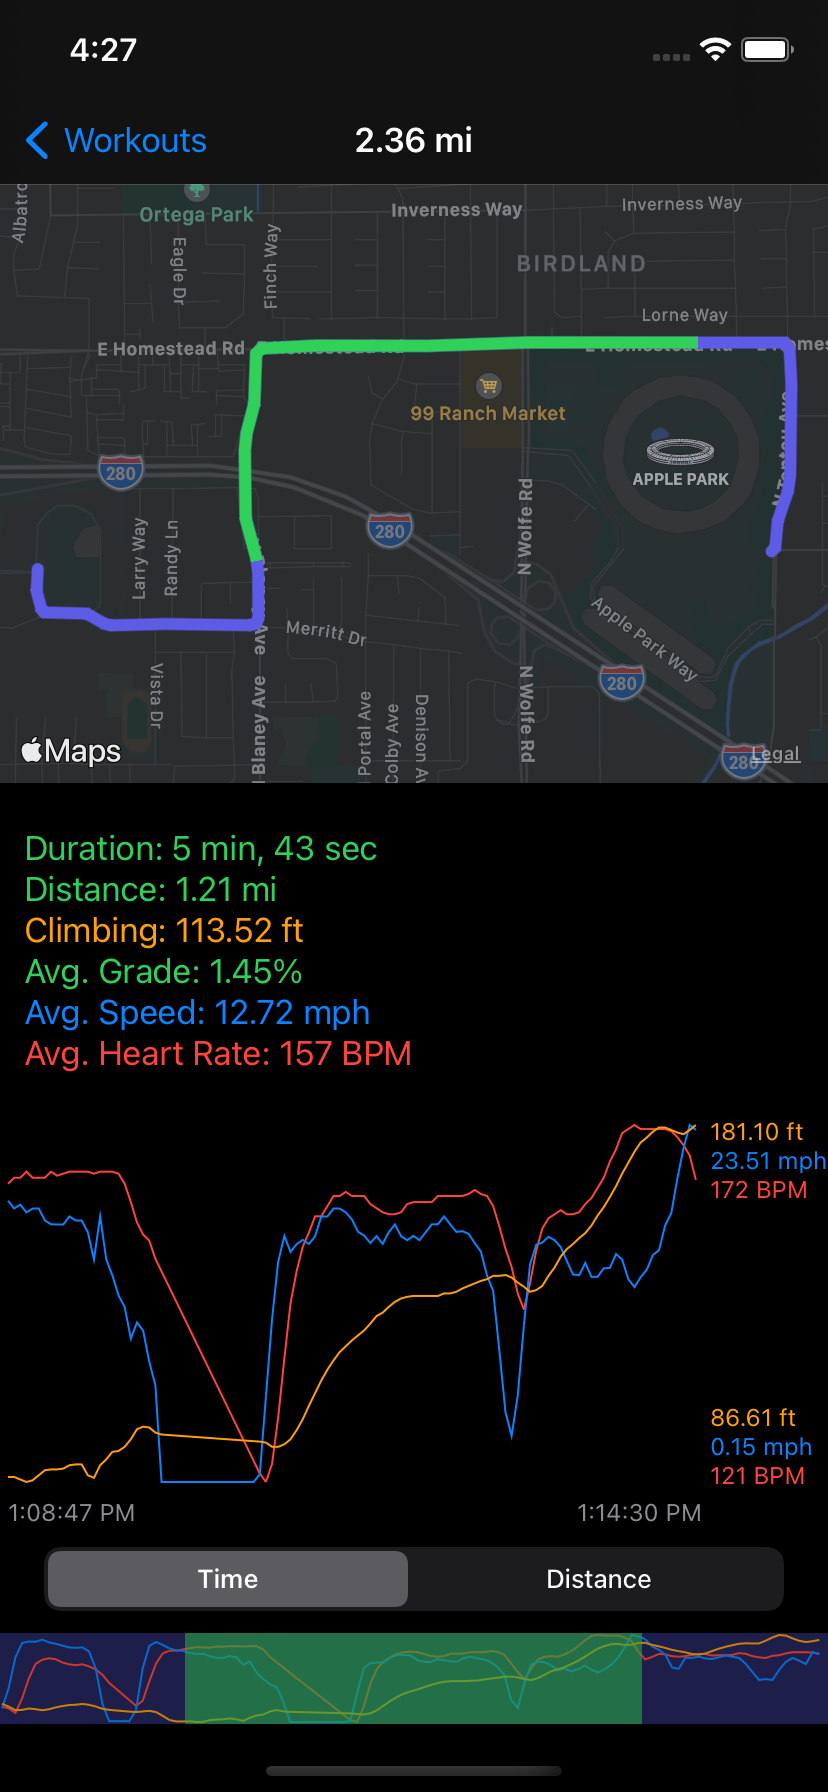 4:27
Workouts
2.36 mi
Albatro
Ortega Park
Inverness Way
Inverness Way
Eagle Dr
Finch Way
BIRDLAND
Lorne Way
E Homestead Rd
99 Ranch Market
280
APPLE PARK
280
N Wolfe Rd
Larry Way
Randy Ln
Merritt Dr
Apple Park Way
280
Vista Dr
Blaney Ave
Portal Ave
Colby Ave
Denison Av
N Wolfe Rd
Maps
280
Legal
Duration: 5 min, 43 sec
Distance: 1.21 mi
Climbing: 113.52 ft
Avg. Grade: 1.45%
Avg. Speed: 12.72 mph
Avg. Heart Rate: 157 BPM
181.10 ft
23.51 mph
172 BPM
86.61 ft
0.15 mph
121 BPM
1:08:47 PM
1:14:30 PM
Time
Distance